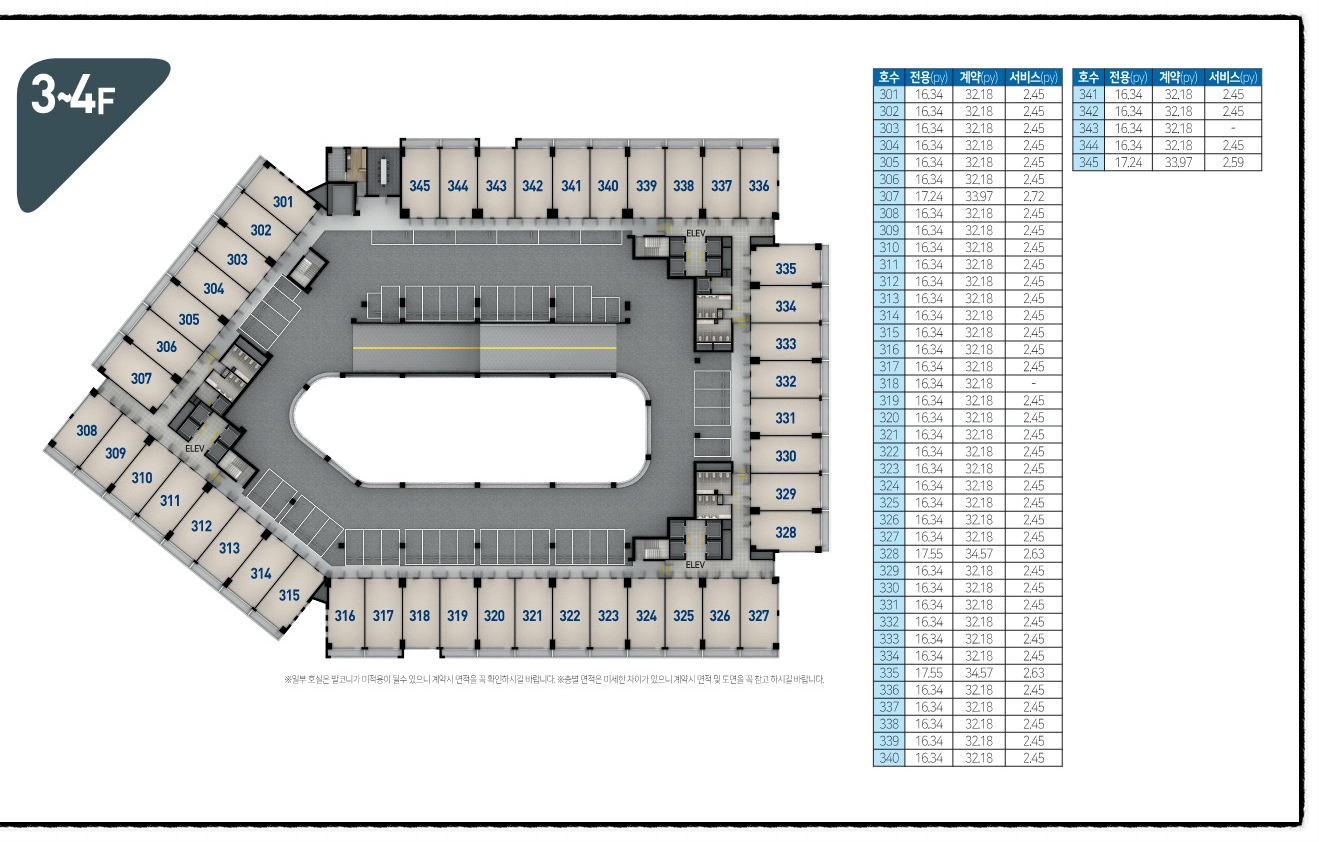 3~4F
345 344 343 342 341 340 339 338 337 336
301
302
303
304
305
306
307
308
309
310
311
312
313
314
315
ELEV
ELEV
ELEV
335
334
333
332
331
330
329
328
316 317 318 319 320 321 322 323 324 325 326 327
※일부 호실은 발코니가 미적용이 될수 있으니 계약시 면적을 꼭 확인하시길 바랍니다. ※층별 면적은 미세한 차이가 있으니 계약시 면적 및 도면을 꼭 참고 하시길 바랍니다.
호수 전용(py) 계약(py) 서비스(py)
301 16.34 32.18 2.45
302 16.34 32.18 2.45
303 16.34 32.18 2.45
304 16.34 32.18 2.45
305 16.34 32.18 2.45
306 16.34 32.18 2.45
307 17.24 33.97 2.72
308 16.34 32.18 2.45
309 16.34 32.18 2.45
310 16.34 32.18 2.45
311 16.34 32.18 2.45
312 16.34 32.18 2.45
313 16.34 32.18 2.45
314 16.34 32.18 2.45
315 16.34 32.18 2.45
316 16.34 32.18 2.45
317 16.34 32.18 2.45
318 16.34 32.18 -
319 16.34 32.18 2.45
320 16.34 32.18 2.45
321 16.34 32.18 2.45
322 16.34 32.18 2.45
323 16.34 32.18 2.45
324 16.34 32.18 2.45
325 16.34 32.18 2.45
326 16.34 32.18 2.45
327 16.34 32.18 2.45
328 17.55 34.57 2.63
329 16.34 32.18 2.45
330 16.34 32.18 2.45
331 16.34 32.18 2.45
332 16.34 32.18 2.45
333 16.34 32.18 2.45
334 16.34 32.18 2.45
335 17.55 34.57 2.63
336 16.34 32.18 2.45
337 16.34 32.18 2.45
338 16.34 32.18 2.45
339 16.34 32.18 2.45
340 16.34 32.18 2.45
호수 전용(py) 계약(py) 서비스(py)
341 16.34 32.18 2.45
342 16.34 32.18 2.45
343 16.34 32.18 -
344 16.34 32.18 2.45
345 17.24 33.97 2.59